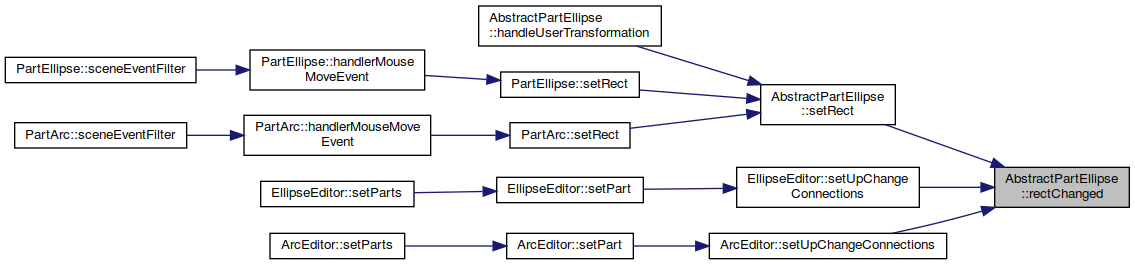 AbstractPartEllipse
::handleUserTransformation
PartEllipse::sceneEventFilter
PartEllipse::handlerMouse
MoveEvent
PartEllipse::setRect
AbstractPartEllipse
::setRect
PartArc::sceneEventFilter
PartArc::handlerMouseMove
Event
PartArc::setRect
EllipseEditor::setParts
EllipseEditor::setPart
EllipseEditor::setUpChange
Connections
AbstractPartEllipse
::rectChanged
ArcEditor::setParts
ArcEditor::setPart
ArcEditor::setUpChangeConnections